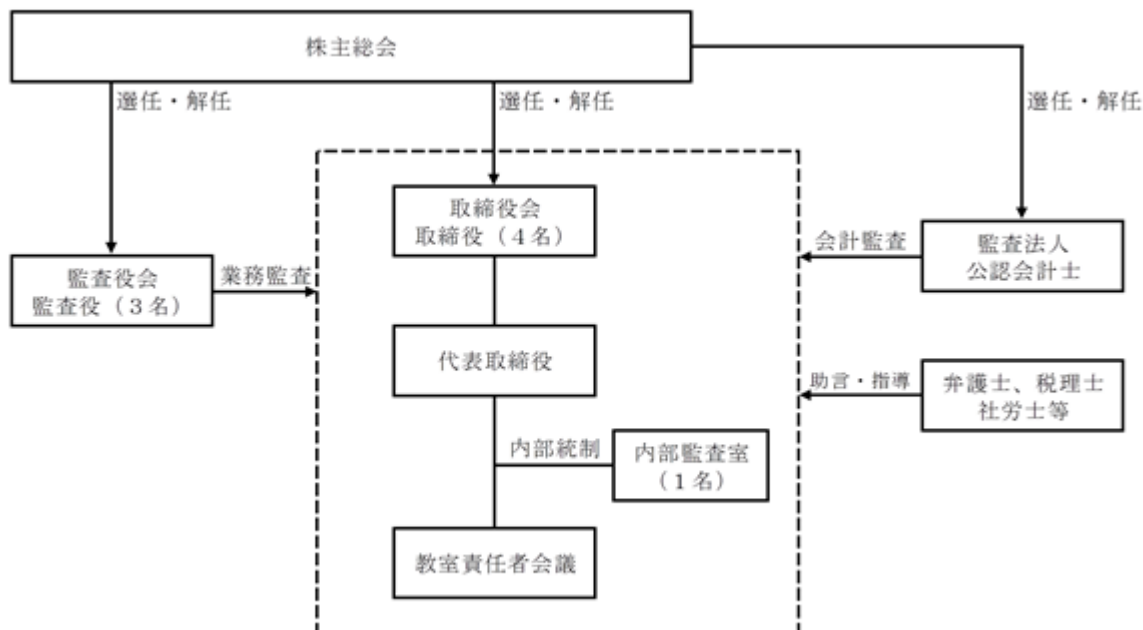 株主総会
選任・解任
選任・解任
選任・解任
取締役会
取締役（４名）
会計監査
監査法人
公認会計士
監査役会
監査役（３名）
業務監査
代表取締役
助言・指導
弁護士、税理士
社労士等
内部統制
内部監査室
（１名）
教室責任者会議